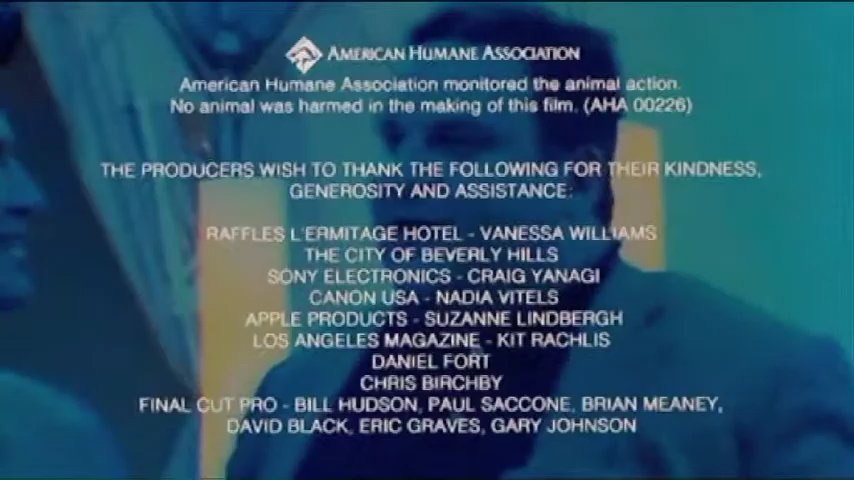 AMERICAN HUMANE ASSOCIATION
American Humane Association monitored the animal action.
No animal was harmed in the making of this film. (AHA 00226)
THE PRODUCERS WISH TO THANK THE FOLLOWING FOR THEIR KINDNESS,
GENEROSITY AND ASSISTANCE:
RAFFLES L'ERMITAGE HOTEL - VANESSA WILLIAMS
THE CITY OF BEVERLY HILLS
SONY ELECTRONICS - CRAIG YANAGI
CANON USA - NADIA VITELS
APPLE PRODUCTS - SUZANNE LINDBERGH
LOS ANGELES MAGAZINE - KIT RACHLIS
DANIEL FORT
CHRIS BIRCHBY
FINAL CUT PRO - BILL HUDSON, PAUL SACCONE, BRIAN MEANEY,
DAVID BLACK, ERIC GRAVES, GARY JOHNSON